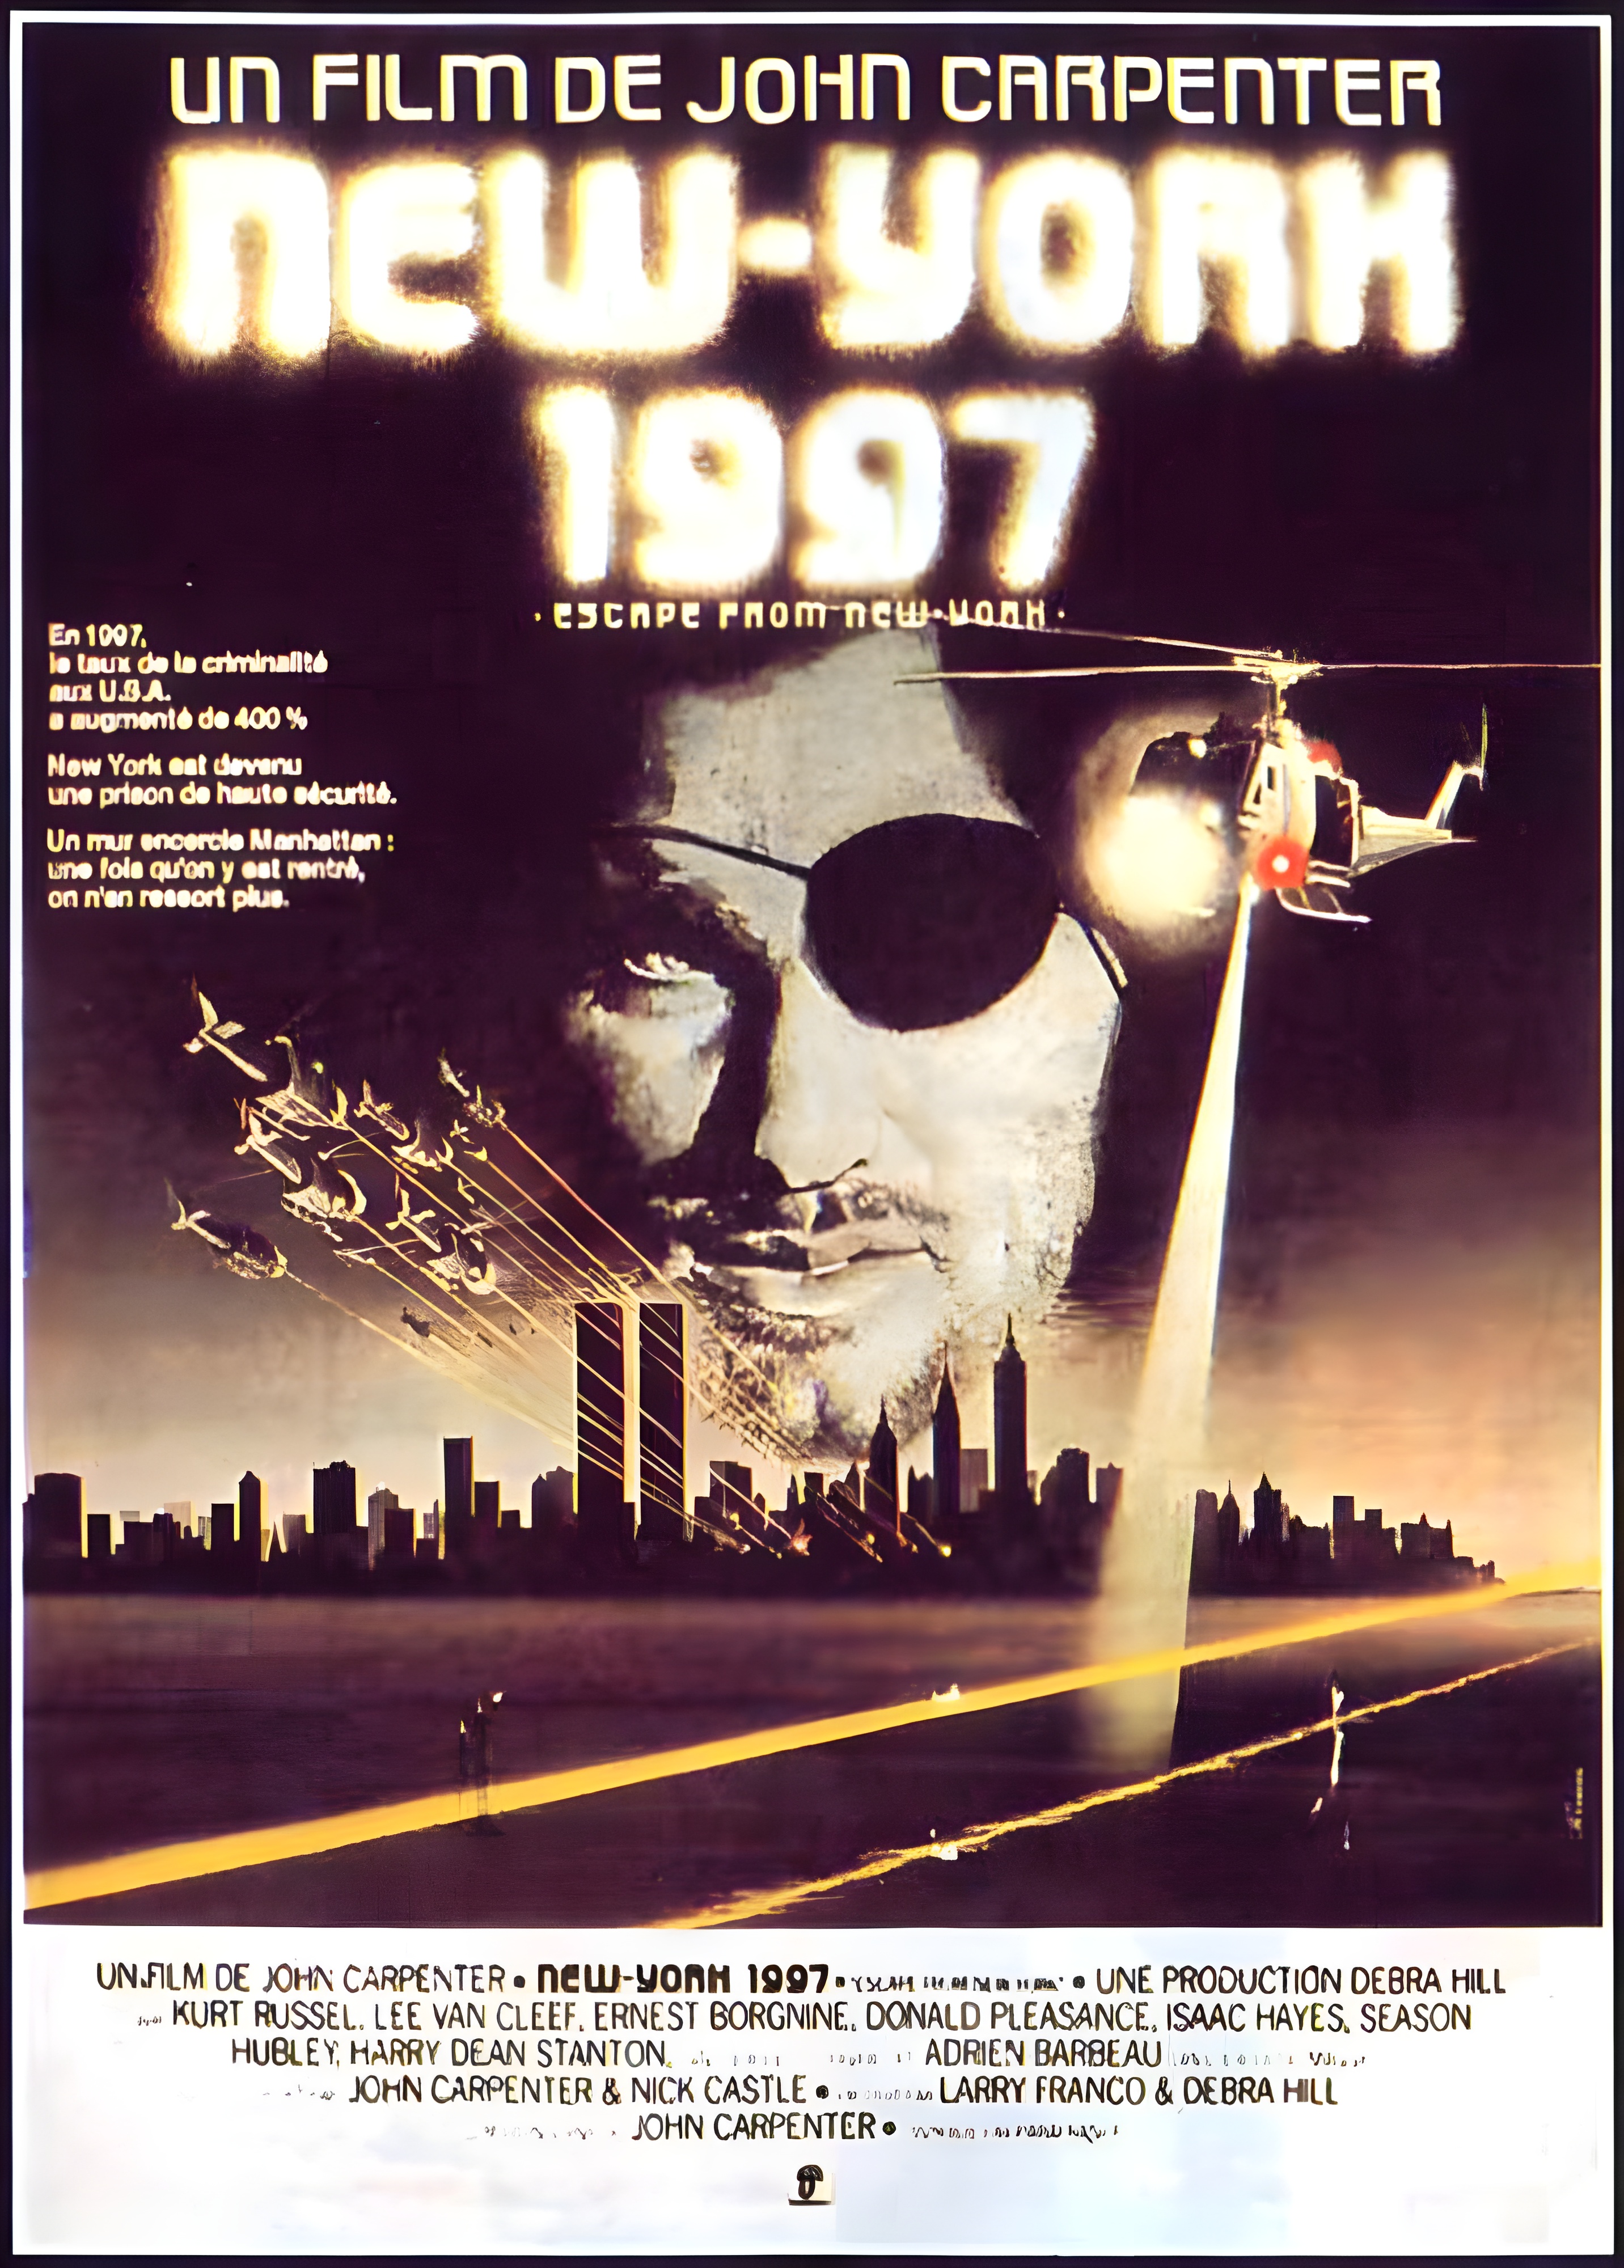 UN FILM DE JOHN CARPENTER
NEW-YORK
1997
· ESCAPE FROM NEW-YORK ·
En 1997,
le taux de la criminalité
aux U.S.A.
a augmenté de 400 %
New York est devenu
une prison de haute sécurité.
Un mur encercle Manhattan :
une fois qu'on y est rentré,
on n'en ressort plus.
UN FILM DE JOHN CARPENTER • NEW-YORK 1997 • • UNE PRODUCTION DEBRA HILL
KURT RUSSEL, LEE VAN CLEEF, ERNEST BORGNINE, DONALD PLEASANCE, ISAAC HAYES, SEASON
HUBLEY, HARRY DEAN STANTON, ADRIEN BARBEAU
JOHN CARPENTER & NICK CASTLE • LARRY FRANCO & DEBRA HILL
JOHN CARPENTER •